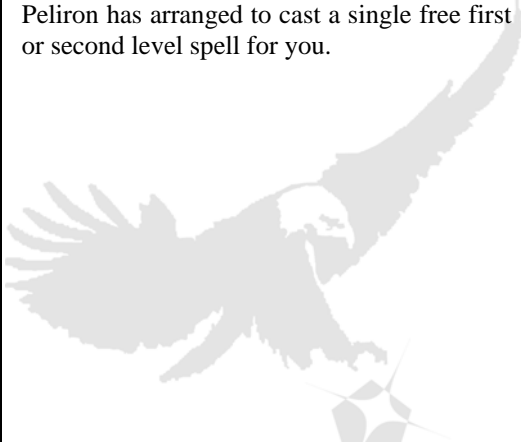 Peliron has arranged to cast a single free first
or second level spell for you.